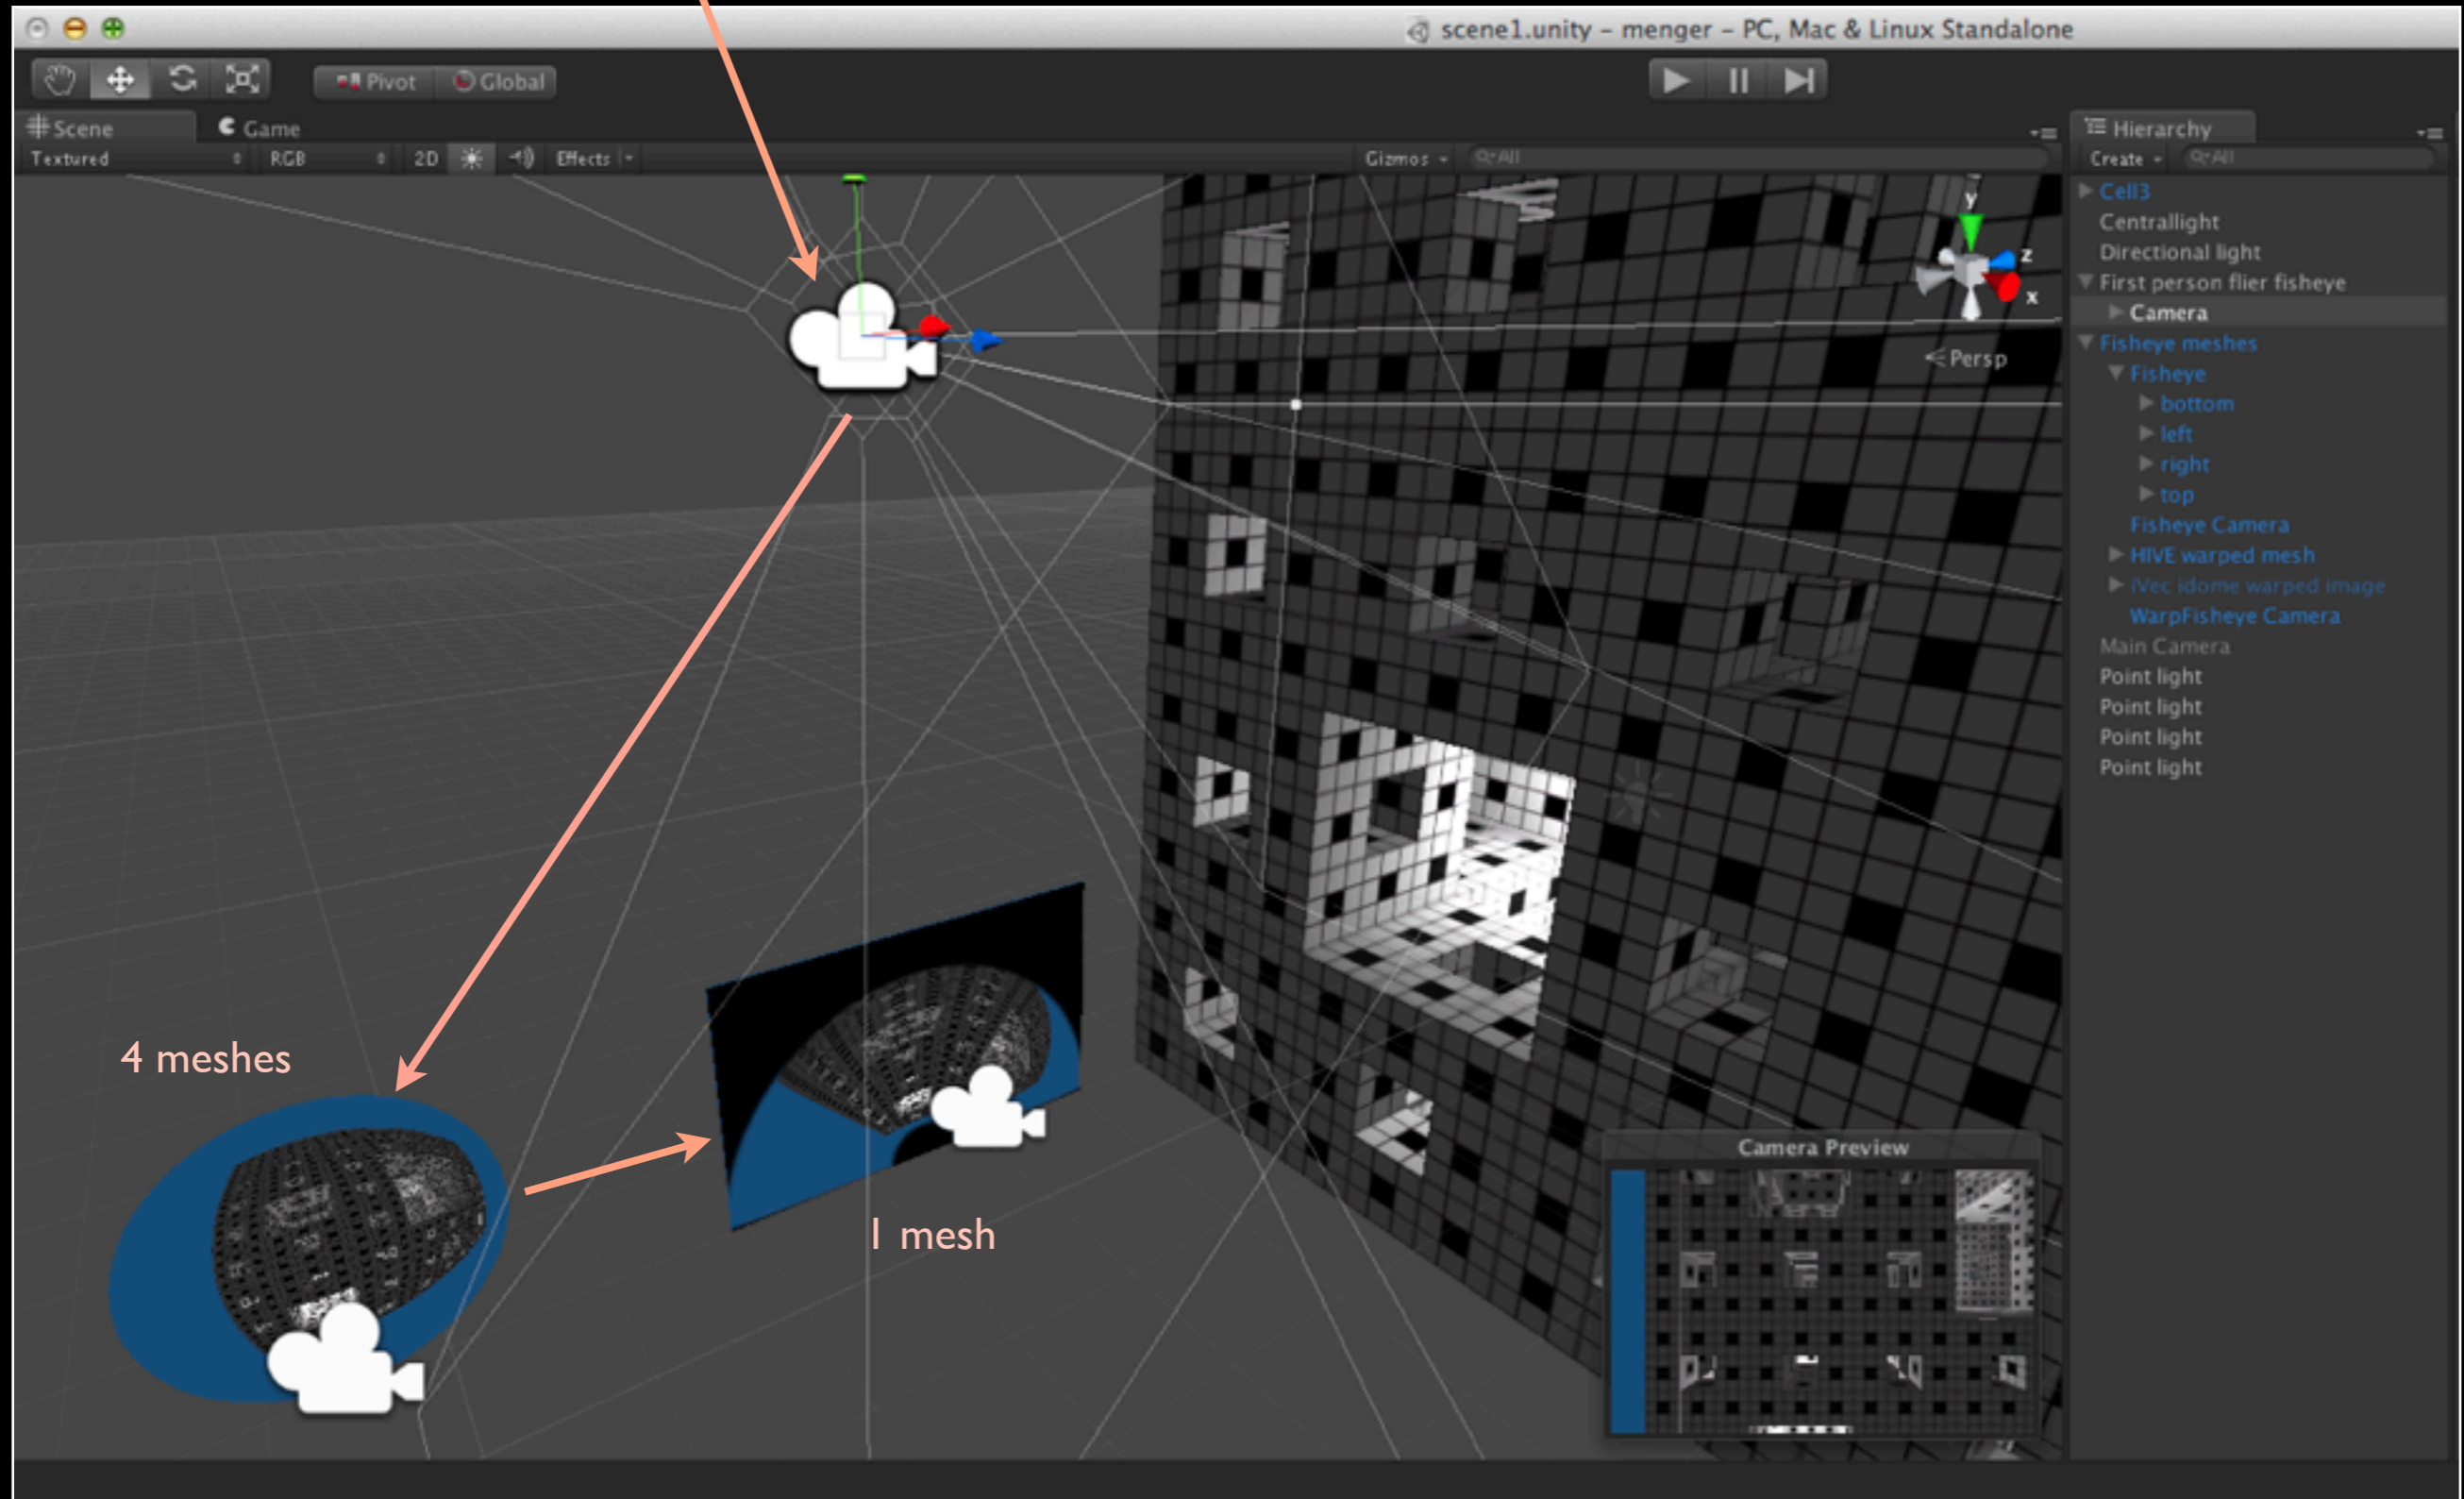 scene1.unity – menger – PC, Mac & Linux Standalone
Pivot Global
Scene Game
Textured RGB 2D Effects Gizmos All
Hierarchy
Create All
Cell3
Centrallight
Directional light
First person flier fisheye
Camera
Fisheye meshes
Fisheye
bottom
left
right
top
Fisheye Camera
HIVE warped mesh
iVec idome warped image
WarpFisheye Camera
Main Camera
Point light
Point light
Point light
Point light
y
z
x
Persp
4 meshes
1 mesh
Camera Preview